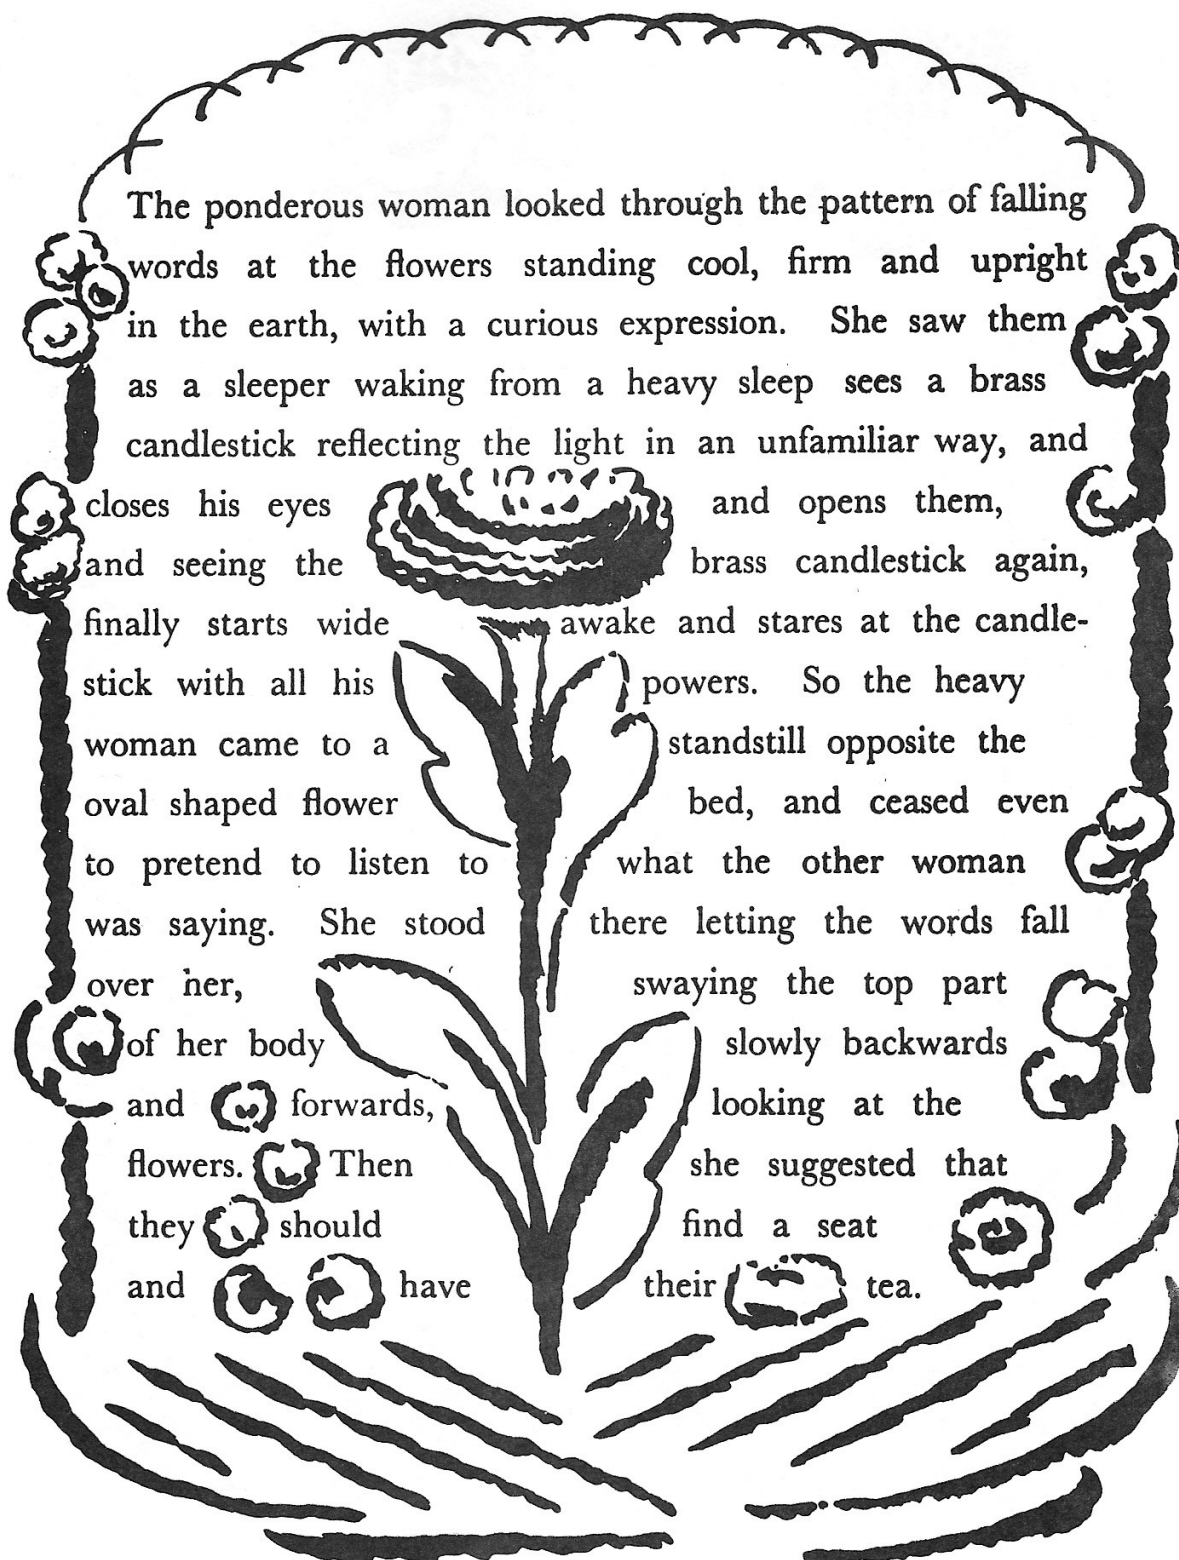 The ponderous woman looked through the pattern of falling
words at the flowers standing cool, firm and upright
in the earth, with a curious expression. She saw them
as a sleeper waking from a heavy sleep sees a brass
candlestick reflecting the light in an unfamiliar way, and
closes his eyes and opens them,
and seeing the brass candlestick again,
finally starts wide awake and stares at the candle-
stick with all his powers. So the heavy
woman came to a standstill opposite the
oval shaped flower bed, and ceased even
to pretend to listen to what the other woman
was saying. She stood there letting the words fall
over her, swaying the top part
of her body slowly backwards
and forwards, looking at the
flowers. Then she suggested that
they should find a seat
and have their tea.